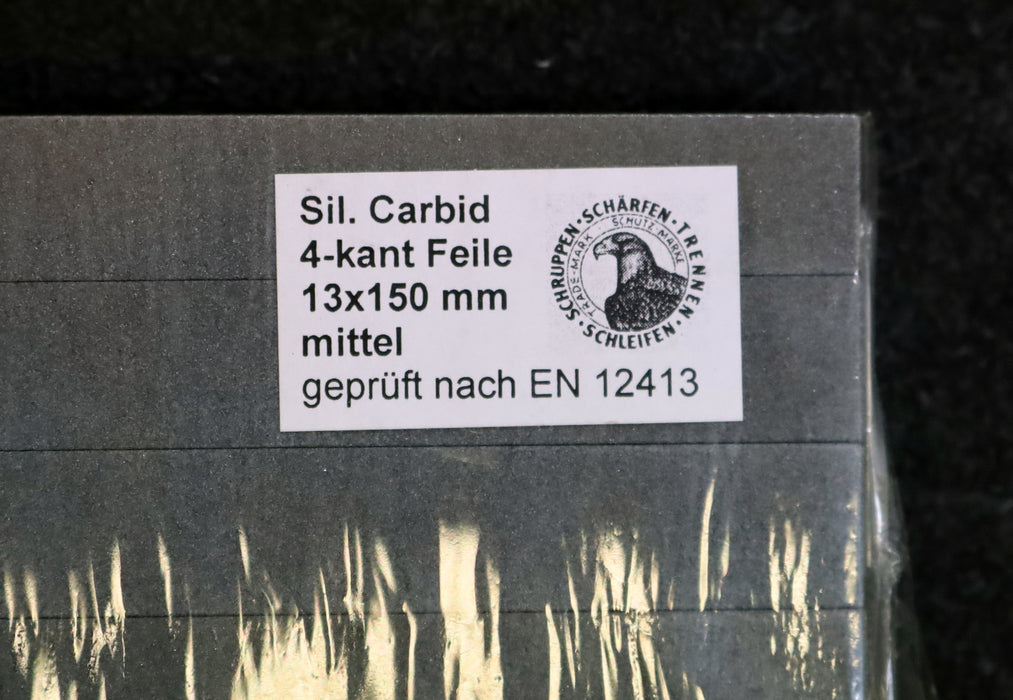 Sil. Carbid
4-kant Feile
13x150 mm
mittel
geprüft nach EN 12413
SCHRUPPEN · SCHÄRFEN · TRENNEN · SCHLEIFEN ·
TRADE-MARK · SCHUTZ-MARKE